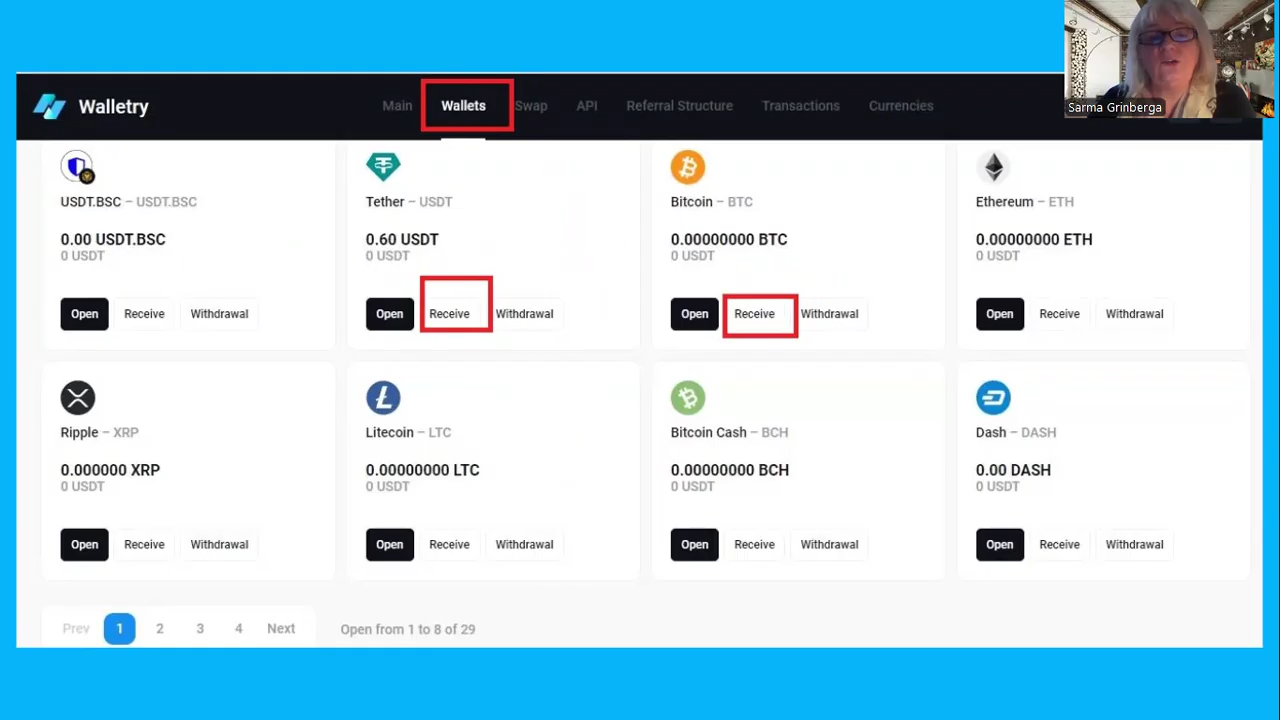 Walletry
Main Wallets Swap API Referral Structure Transactions Currencies
Sarma Grinberga
USDT.BSC – USDT.BSC
0.00 USDT.BSC
0 USDT
Open Receive Withdrawal
Tether – USDT
0.60 USDT
0 USDT
Open Receive Withdrawal
Bitcoin – BTC
0.00000000 BTC
0 USDT
Open Receive Withdrawal
Ethereum – ETH
0.00000000 ETH
0 USDT
Open Receive Withdrawal
Ripple – XRP
0.000000 XRP
0 USDT
Open Receive Withdrawal
Litecoin – LTC
0.00000000 LTC
0 USDT
Open Receive Withdrawal
Bitcoin Cash – BCH
0.00000000 BCH
0 USDT
Open Receive Withdrawal
Dash – DASH
0.00 DASH
0 USDT
Open Receive Withdrawal
Prev 1 2 3 4 Next Open from 1 to 8 of 29